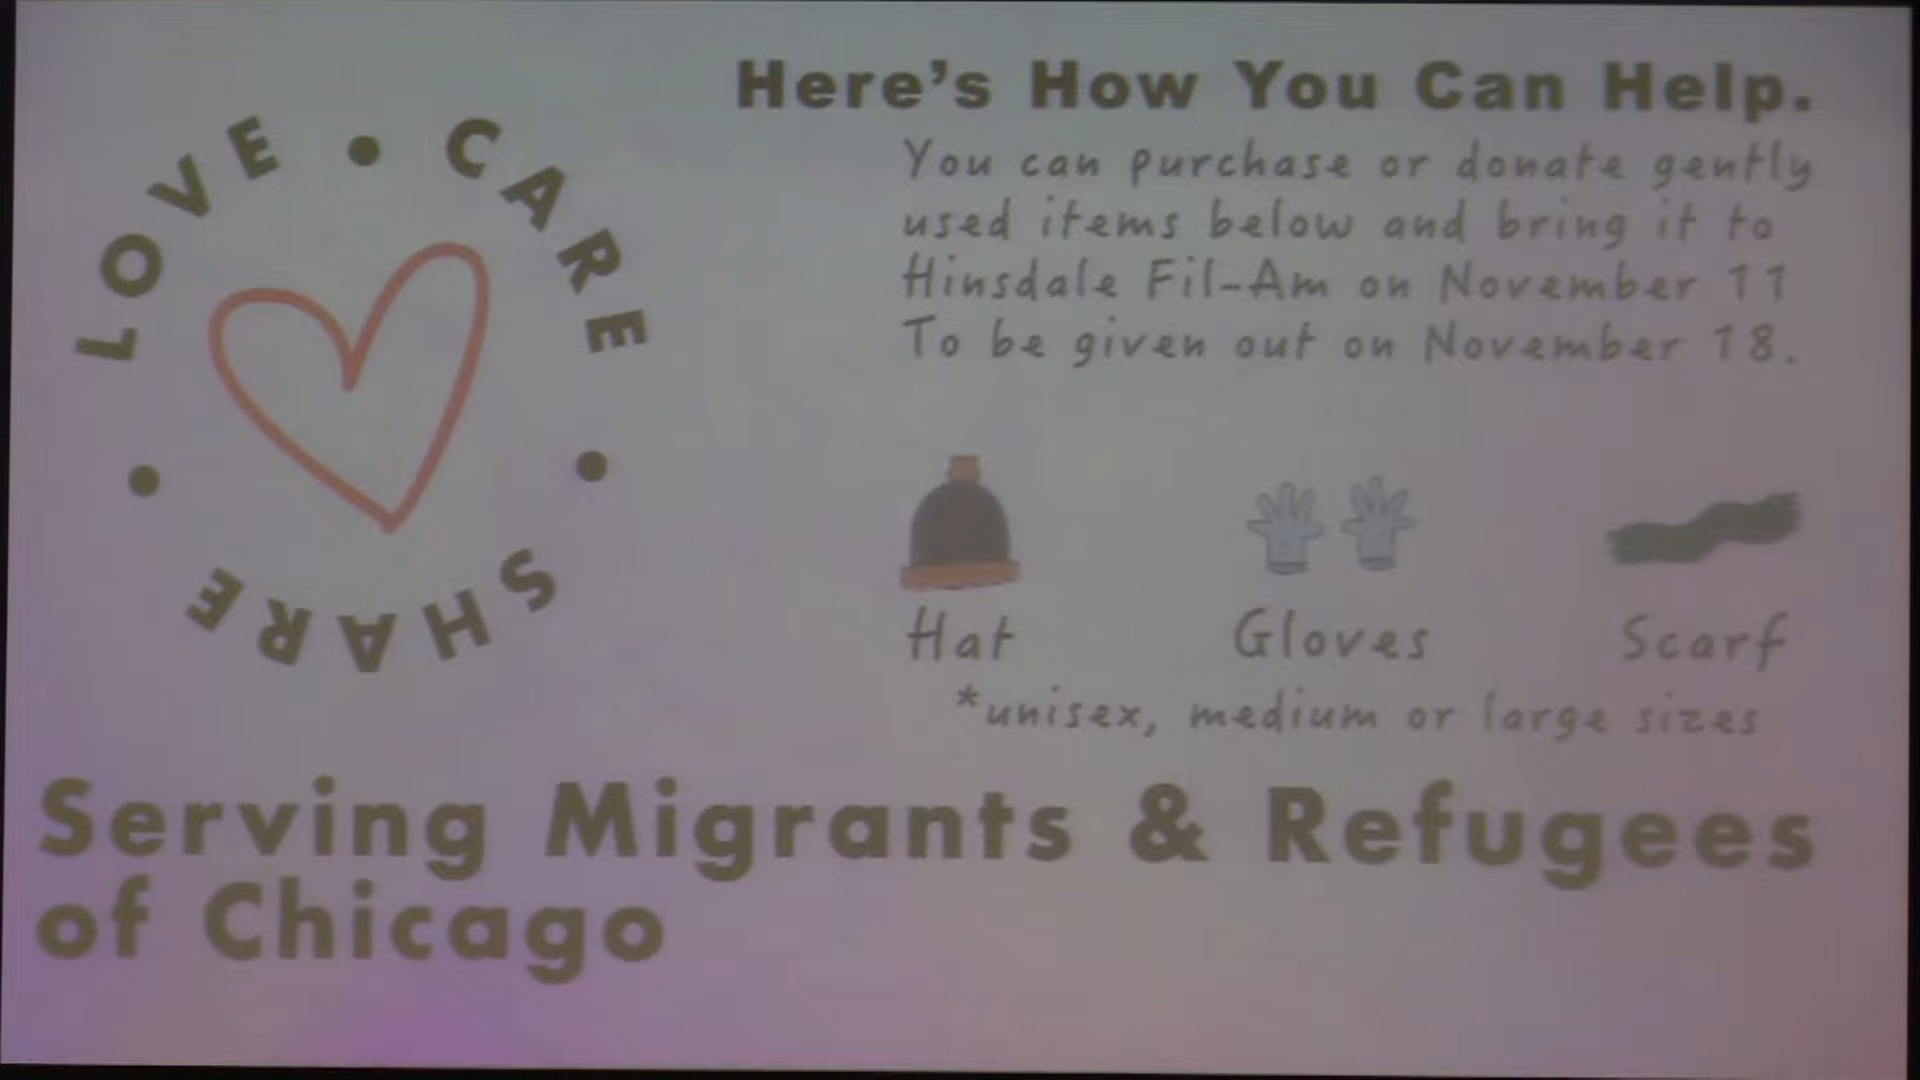 LOVE • CARE • SHARE •
Here's How You Can Help.
You can purchase or donate gently
used items below and bring it to
Hinsdale Fil-Am on November 11
To be given out on November 18.
Hat
Gloves
Scarf
*unisex, medium or large sizes
Serving Migrants & Refugees
of Chicago